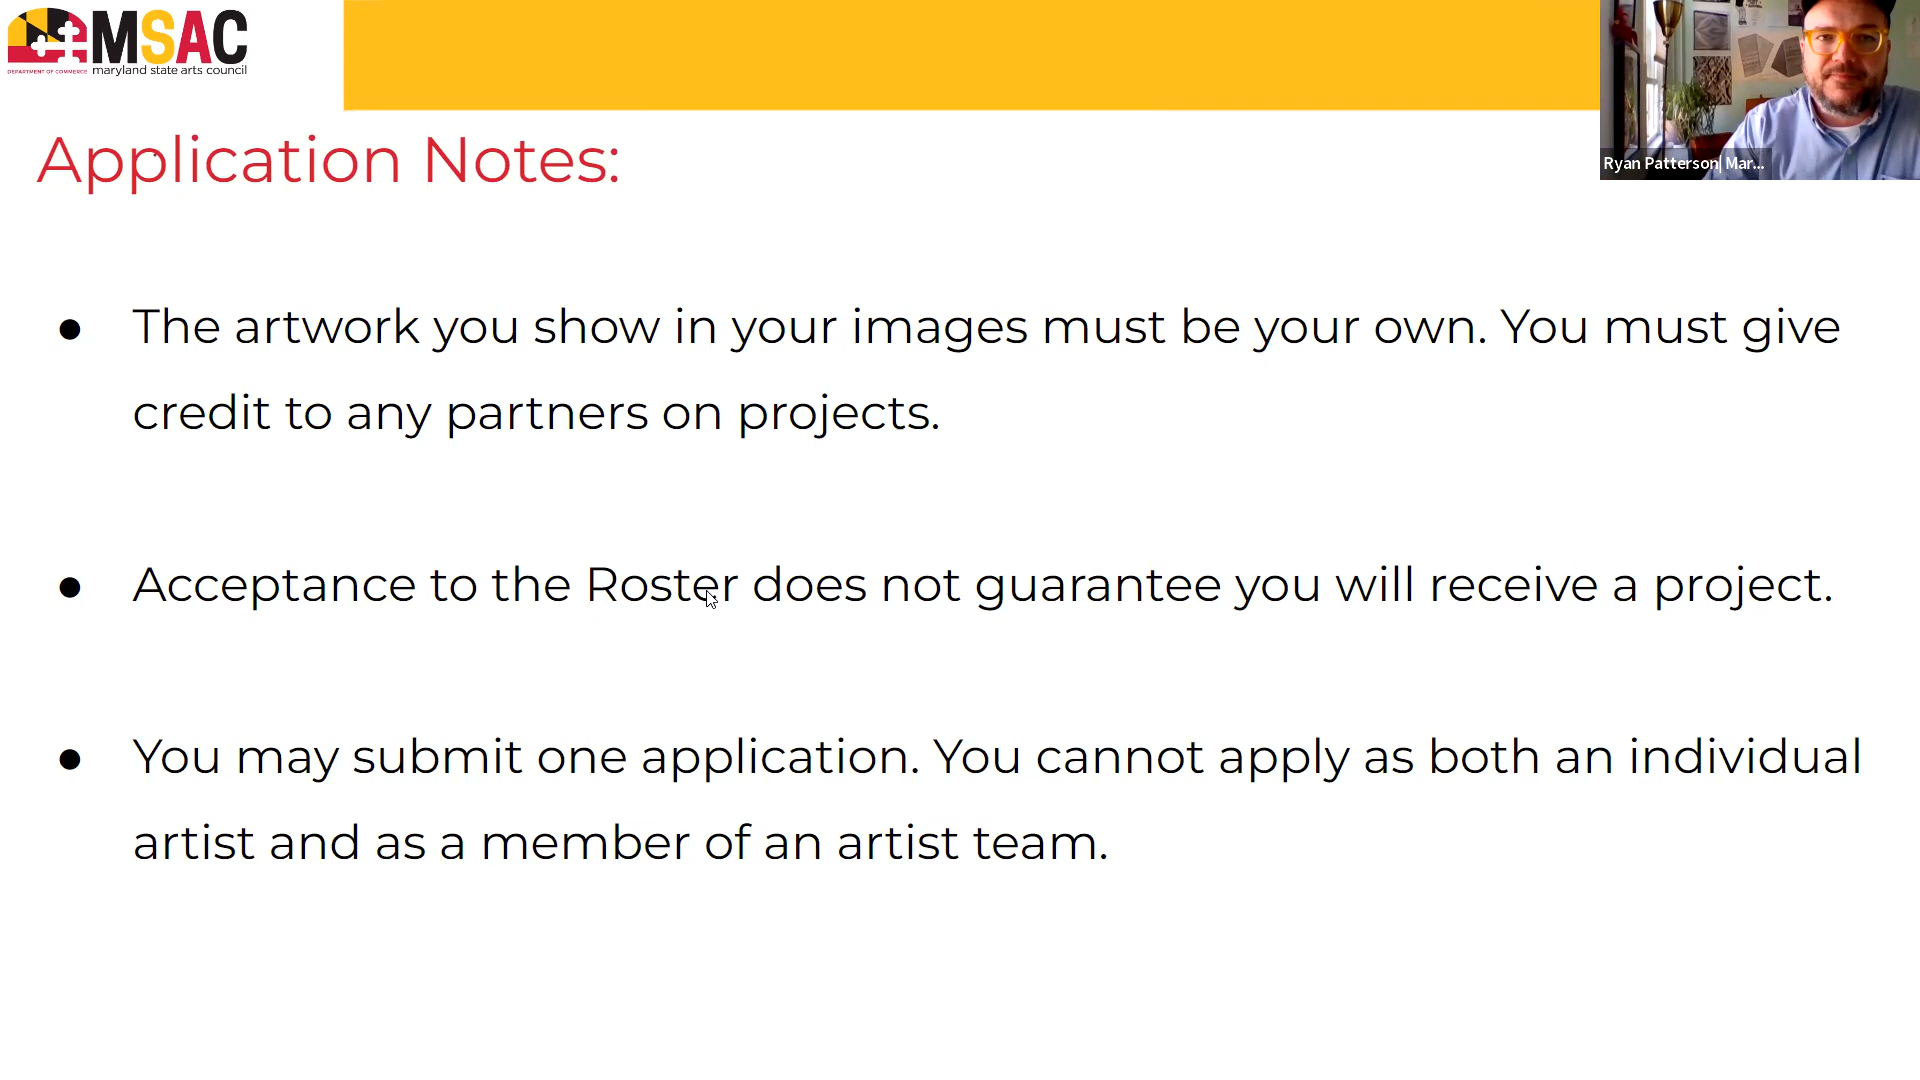 MSAC
DEPARTMENT OF COMMERCE maryland state arts council
Ryan Patterson| Mar...
Application Notes:
● The artwork you show in your images must be your own. You must give
credit to any partners on projects.
● Acceptance to the Roster does not guarantee you will receive a project.
● You may submit one application. You cannot apply as both an individual
artist and as a member of an artist team.